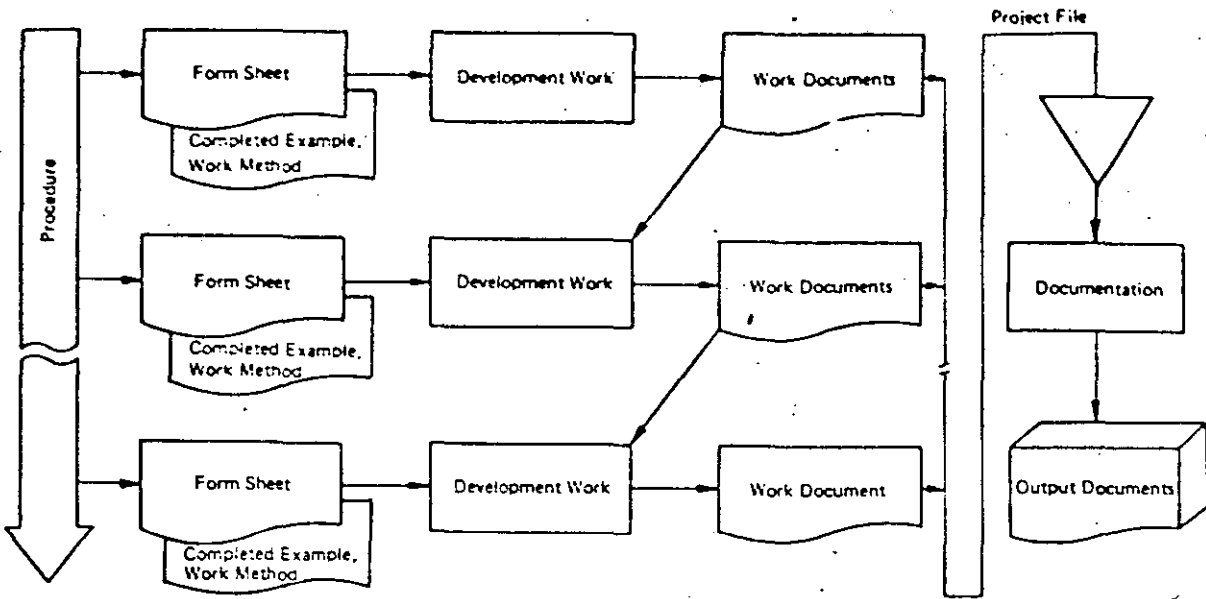 Project File
Form Sheet
Development Work
Work Documents
Completed Example,
Work Method
Procedure
Form Sheet
Development Work
Work Documents
Documentation
Completed Example,
Work Method
Form Sheet
Development Work
Work Document
Output Documents
Completed Example,
Work Method